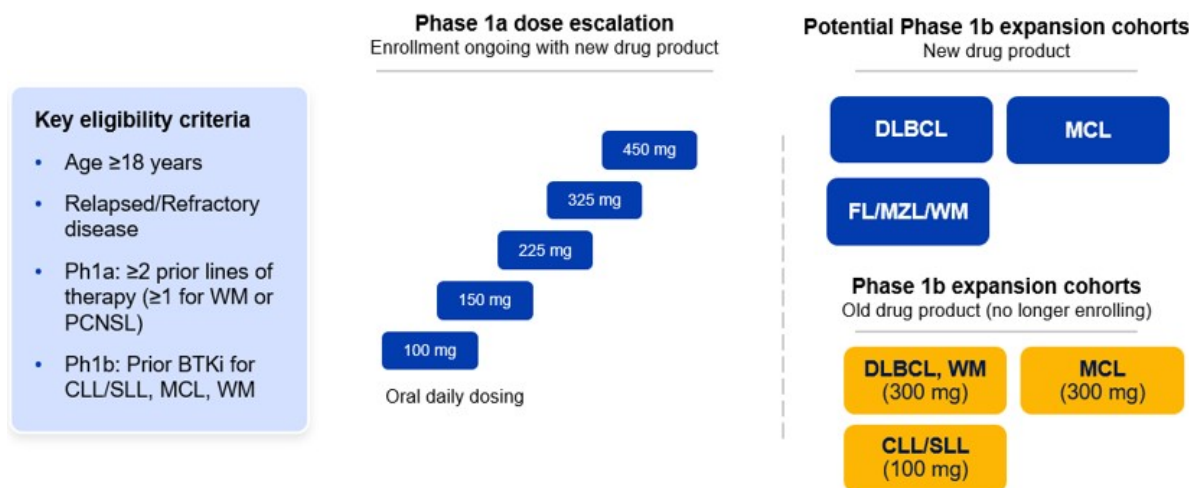 Key eligibility criteria
• Age ≥18 years
• Relapsed/Refractory
disease
• Ph1a: ≥2 prior lines of
therapy (≥1 for WM or
PCNSL)
• Ph1b: Prior BTKi for
CLL/SLL, MCL, WM
Phase 1a dose escalation
Enrollment ongoing with new drug product
450 mg
325 mg
225 mg
150 mg
100 mg
Oral daily dosing
Potential Phase 1b expansion cohorts
New drug product
DLBCL
MCL
FL/MZL/WM
Phase 1b expansion cohorts
Old drug product (no longer enrolling)
DLBCL, WM
(300 mg)
MCL
(300 mg)
CLL/SLL
(100 mg)